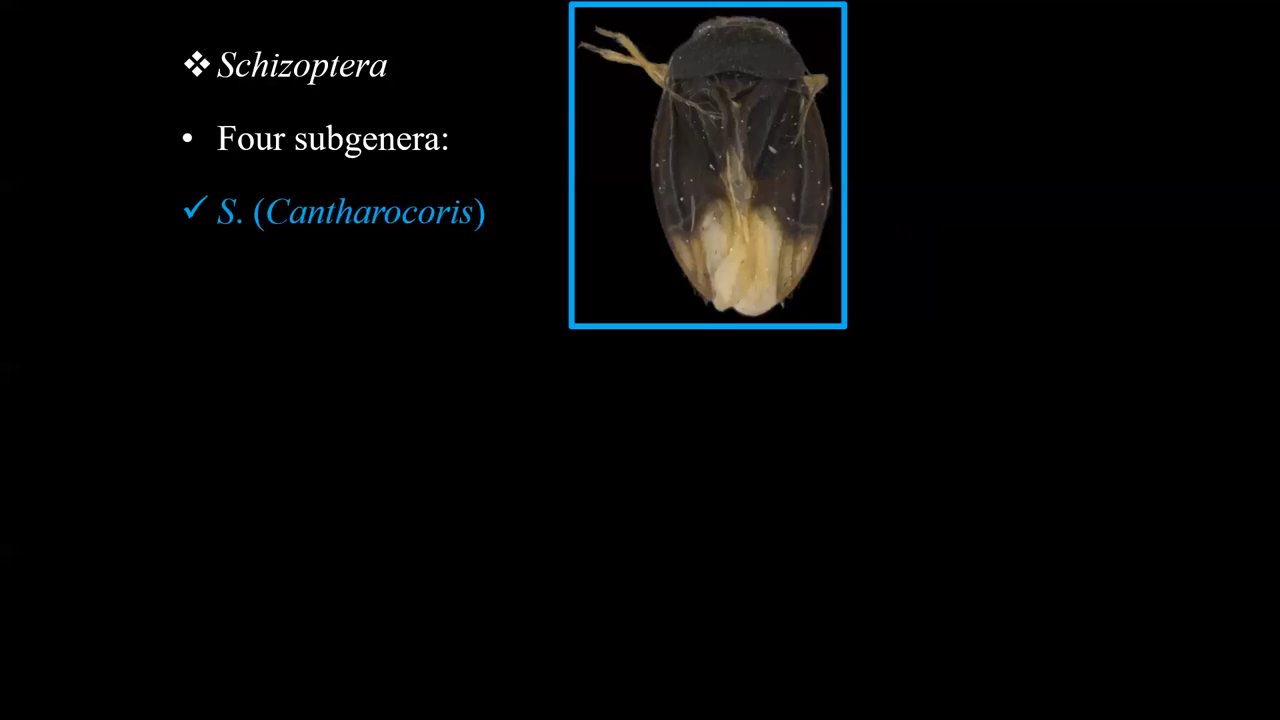 ❖ Schizoptera
• Four subgenera:
✓ S. (Cantharocoris)